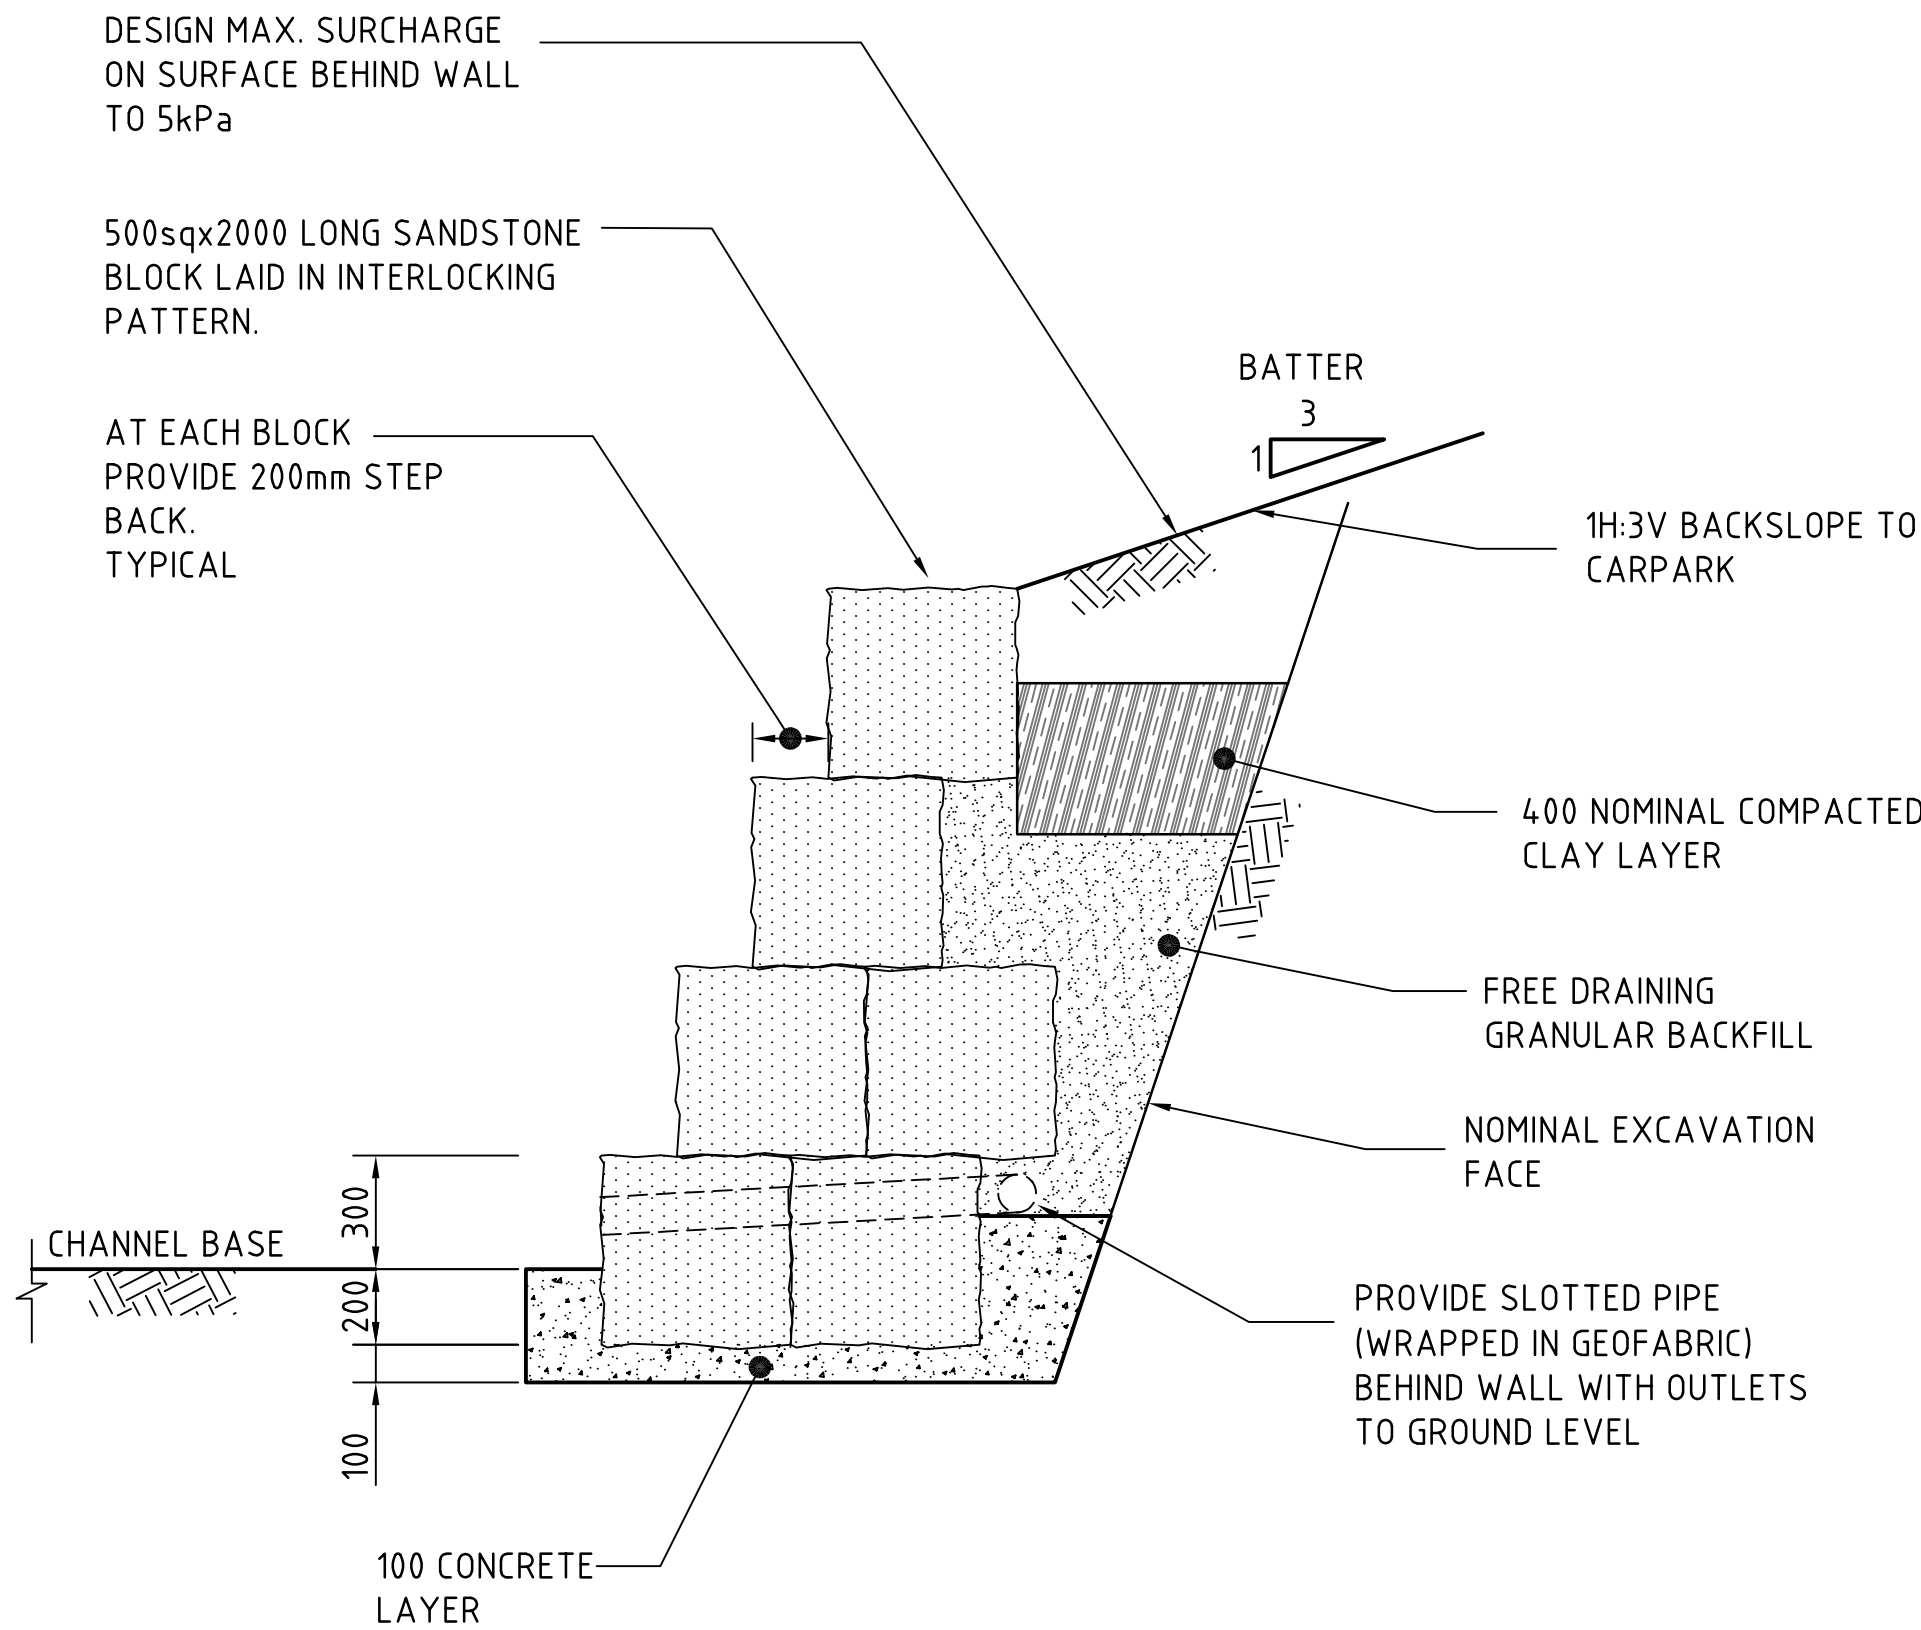 DESIGN MAX. SURCHARGE
ON SURFACE BEHIND WALL
TO 5kPa
500sqx2000 LONG SANDSTONE
BLOCK LAID IN INTERLOCKING
PATTERN.
AT EACH BLOCK
PROVIDE 200mm STEP
BACK.
TYPICAL
BATTER
3
1
1H:3V BACKSLOPE TO
CARPARK
400 NOMINAL COMPACTED
CLAY LAYER
FREE DRAINING
GRANULAR BACKFILL
NOMINAL EXCAVATION
FACE
300
CHANNEL BASE
200
100
PROVIDE SLOTTED PIPE
(WRAPPED IN GEOFABRIC)
BEHIND WALL WITH OUTLETS
TO GROUND LEVEL
100 CONCRETE
LAYER